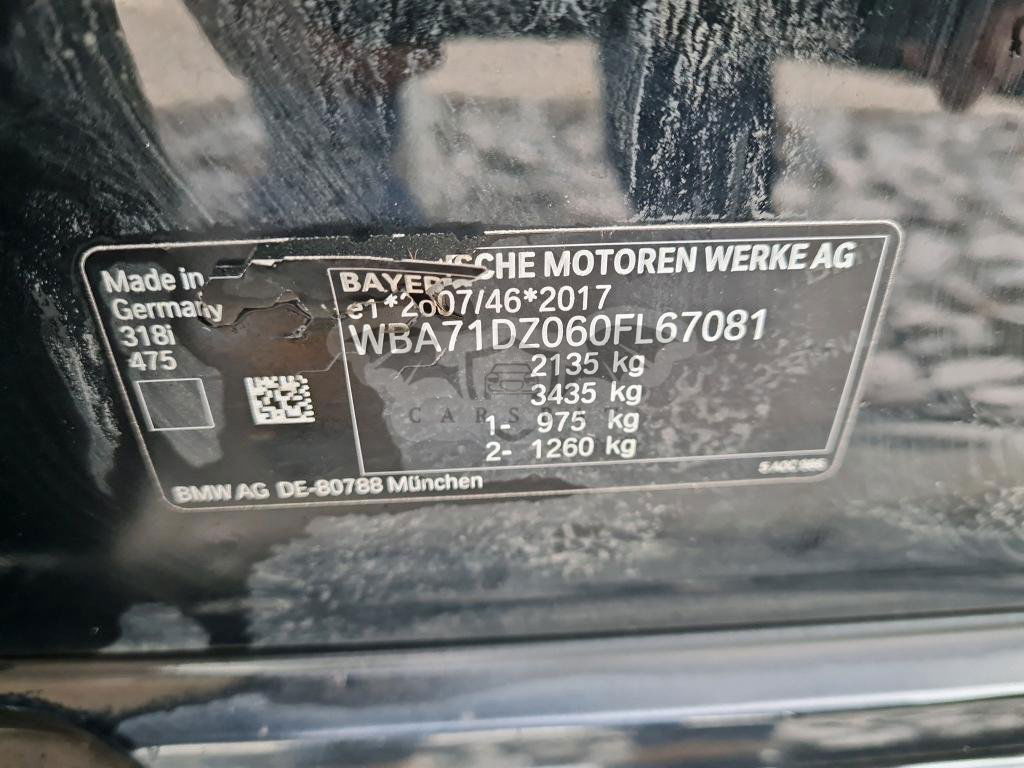 Made in
Germany
318i
475
BAYER SCHE MOTOREN WERKE AG
e1*2007/46*2017
WBA71DZ060FL67081
2135 kg
3435 kg
1- 975 kg
2- 1260 kg
BMW AG DE-80788 München